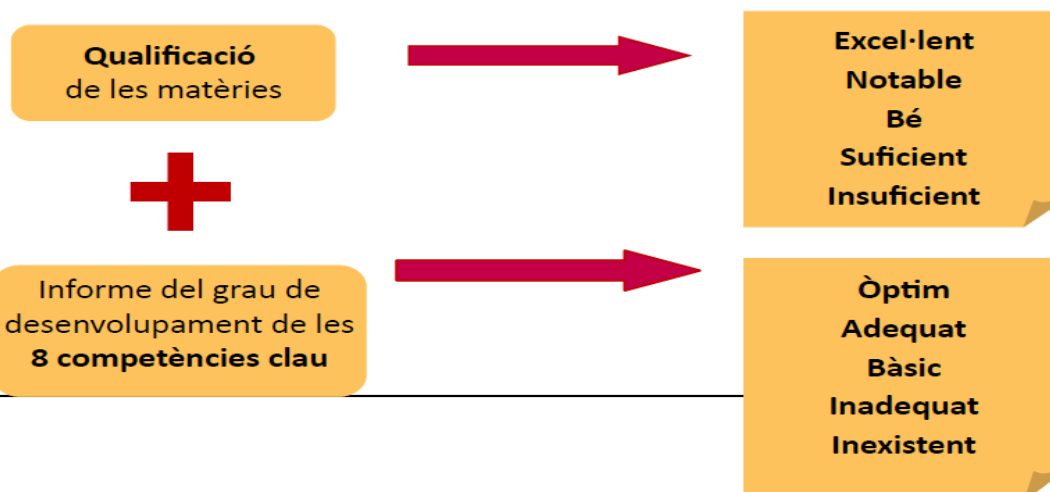 Qualificació
de les matèries
Excel·lent
Notable
Bé
Suficient
Insuficient
Informe del grau de
desenvolupament de les
8 competències clau
Òptim
Adequat
Bàsic
Inadequat
Inexistent